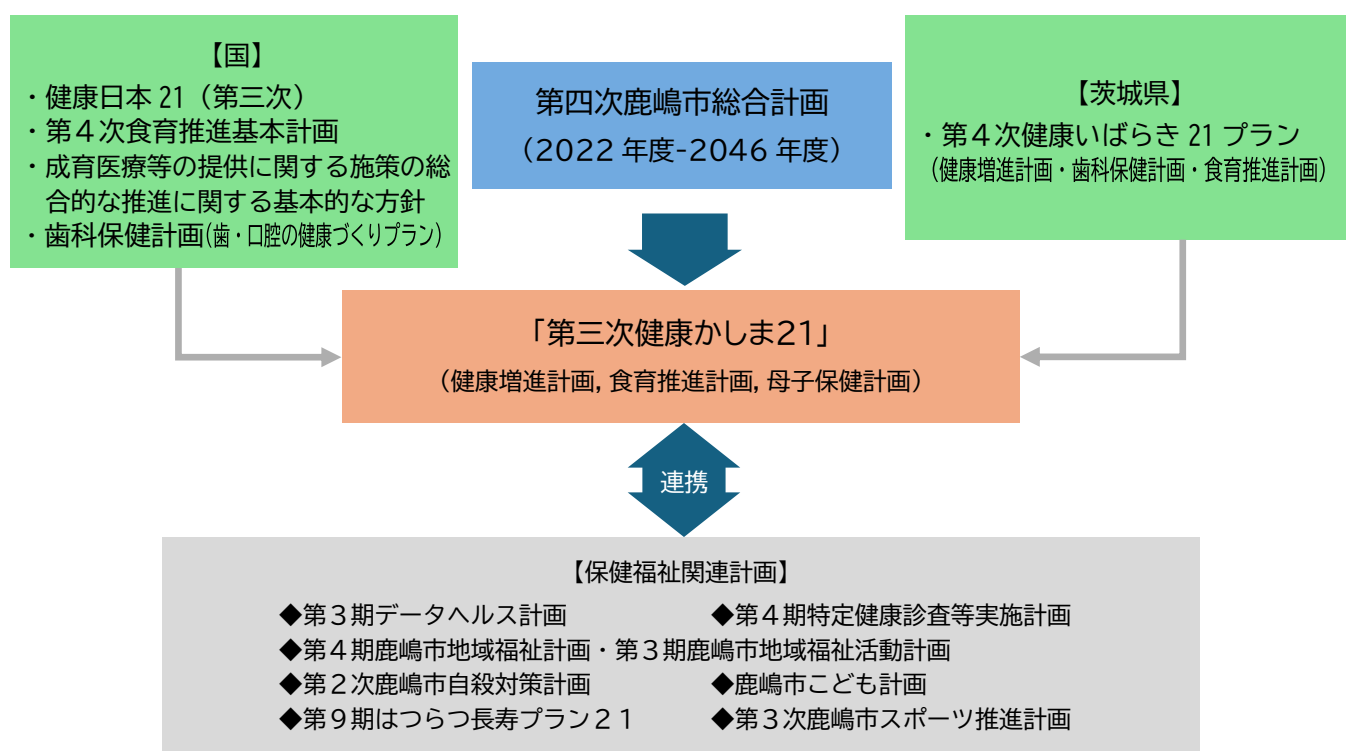 【国】
・健康日本 21（第三次）
・第４次食育推進基本計画
・成育医療等の提供に関する施策の総
合的な推進に関する基本的な方針
・歯科保健計画(歯・口腔の健康づくりプラン)
第四次鹿嶋市総合計画
（2022 年度-2046 年度）
【茨城県】
・第４次健康いばらき 21 プラン
(健康増進計画・歯科保健計画・食育推進計画)
「第三次健康かしま21」
（健康増進計画, 食育推進計画, 母子保健計画）
連携
【保健福祉関連計画】
◆第３期データヘルス計画 ◆第４期特定健康診査等実施計画
◆第４期鹿嶋市地域福祉計画・第３期鹿嶋市地域福祉活動計画
◆第２次鹿嶋市自殺対策計画 ◆鹿嶋市こども計画
◆第９期はつらつ長寿プラン２１ ◆第３次鹿嶋市スポーツ推進計画